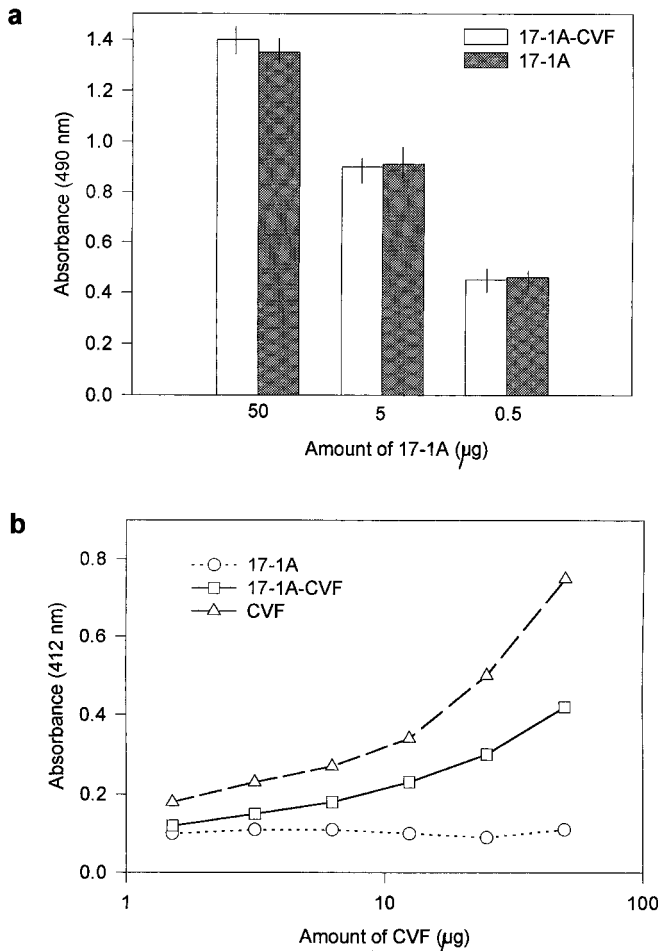 a
1.4
1.2
1.0
0.8
0.6
0.4
0.2
0.0
Absorbance (490 nm)
17-1A-CVF
17-1A
50 5 0.5
Amount of 17-1A (μg)
b
0.8
0.6
0.4
0.2
0.0
Absorbance (412 nm)
17-1A
17-1A-CVF
CVF
1 10 100
Amount of CVF (μg)